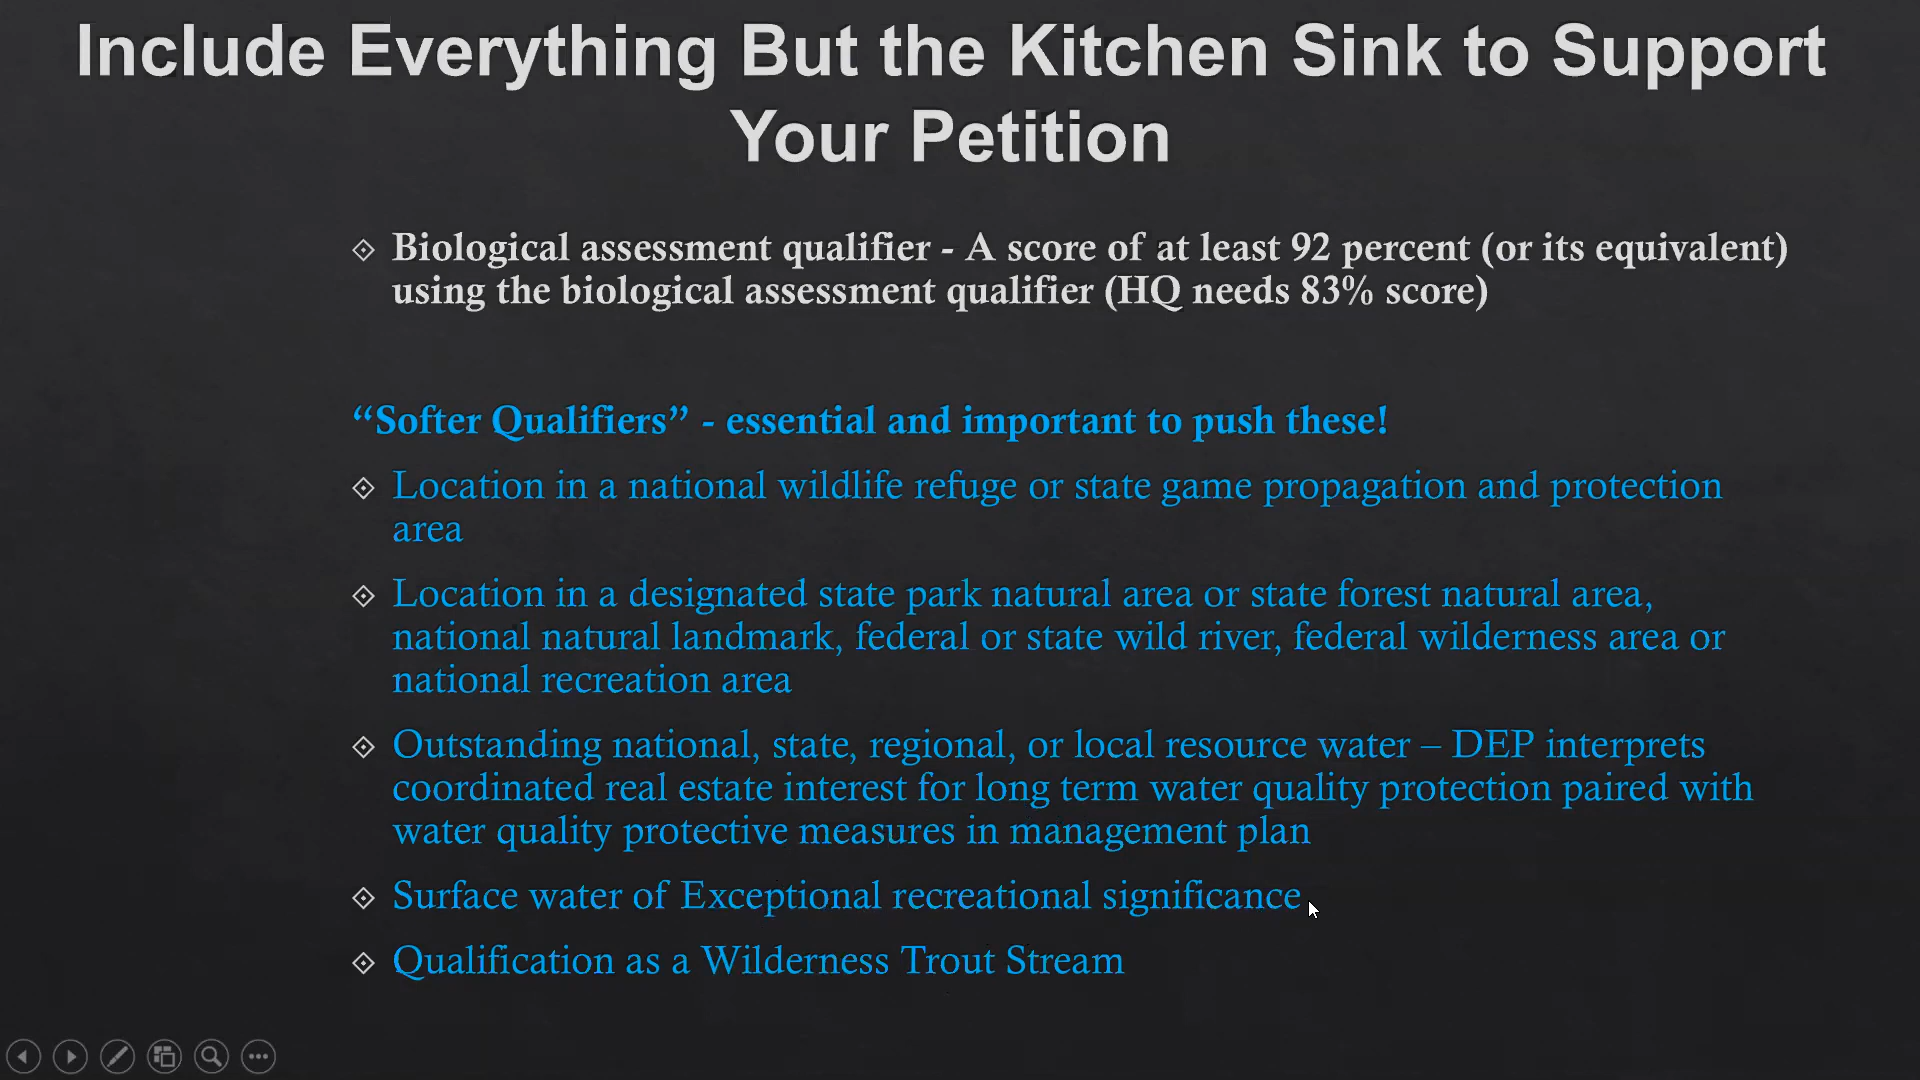 Include Everything But the Kitchen Sink to Support
Your Petition
Biological assessment qualifier - A score of at least 92 percent (or its equivalent)
using the biological assessment qualifier (HQ needs 83% score)
“Softer Qualifiers” - essential and important to push these!
Location in a national wildlife refuge or state game propagation and protection
area
Location in a designated state park natural area or state forest natural area,
national natural landmark, federal or state wild river, federal wilderness area or
national recreation area
Outstanding national, state, regional, or local resource water – DEP interprets
coordinated real estate interest for long term water quality protection paired with
water quality protective measures in management plan
Surface water of Exceptional recreational significance
Qualification as a Wilderness Trout Stream